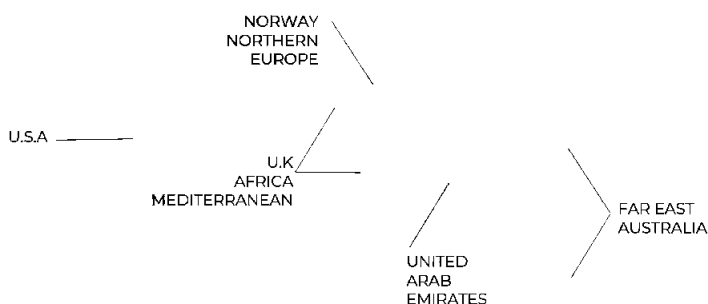 NORWAY
NORTHERN
EUROPE
U.S.A
U.K
AFRICA
MEDITERRANEAN
FAR EAST
AUSTRALIA
UNITED
ARAB
EMIRATES